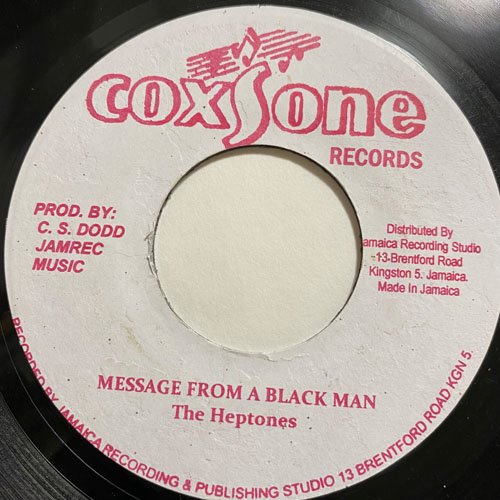 coxsone
RECORDS
PROD. BY:
C. S. DODD
JAMREC
MUSIC
Distributed By
amaica Recording Studio
13-Brentford Road
Kingston 5. Jamaica.
Made In Jamaica
MESSAGE FROM A BLACK MAN
The Heptones
RECORDED BY JAMAICA RECORDING & PUBLISHING STUDIO 13 BRENTFORD ROAD KGN 5